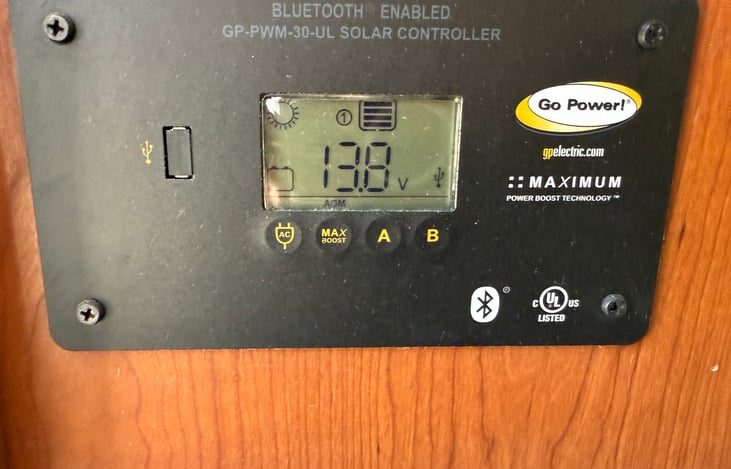 BLUETOOTH® ENABLED
GP-PWM-30-UL SOLAR CONTROLLER
Go Power!®
gpelectric.com
MAXIMUM
POWER BOOST TECHNOLOGY™
①
13.8 V
AGM
AC
MAX
BOOST
A
B
®
C UL US
LISTED